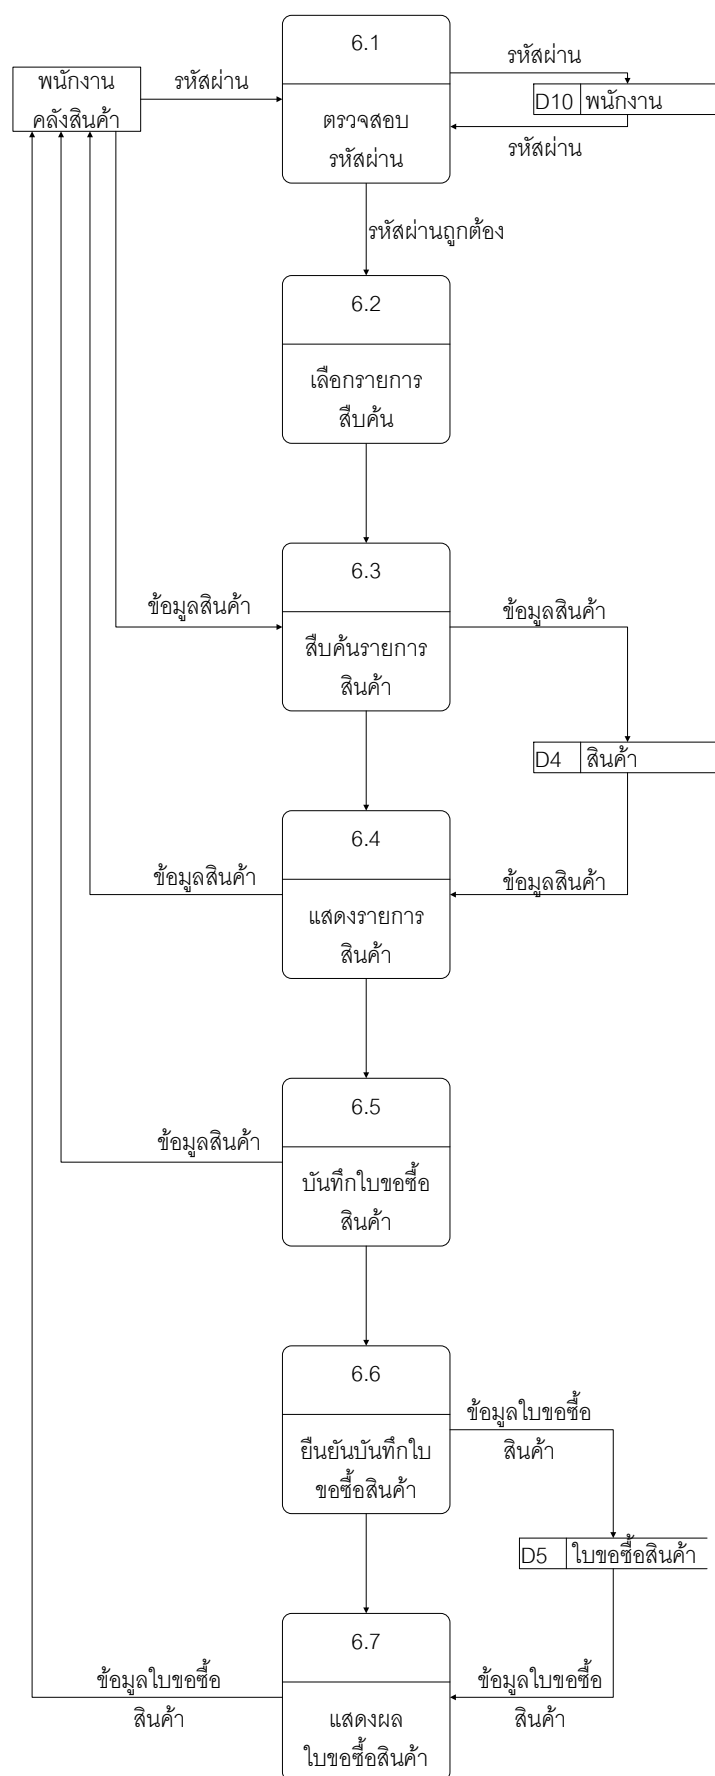 6.1
พนักงาน
คลังสินค้า
รหัสผ่าน
ตรวจสอบ
รหัสผ่าน
รหัสผ่าน
D10 พนักงาน
รหัสผ่าน
รหัสผ่านถูกต้อง
6.2
เลือกรายการ
สืบค้น
6.3
ข้อมูลสินค้า
สืบค้นรายการ
สินค้า
ข้อมูลสินค้า
D4 สินค้า
6.4
ข้อมูลสินค้า
แสดงรายการ
สินค้า
ข้อมูลสินค้า
6.5
ข้อมูลสินค้า
บันทึกใบขอซื้อ
สินค้า
6.6
ยืนยันบันทึกใบ
ขอซื้อสินค้า
ข้อมูลใบขอซื้อ
สินค้า
D5 ใบขอซื้อสินค้า
6.7
ข้อมูลใบขอซื้อ
สินค้า
แสดงผล
ใบขอซื้อสินค้า
ข้อมูลใบขอซื้อ
สินค้า